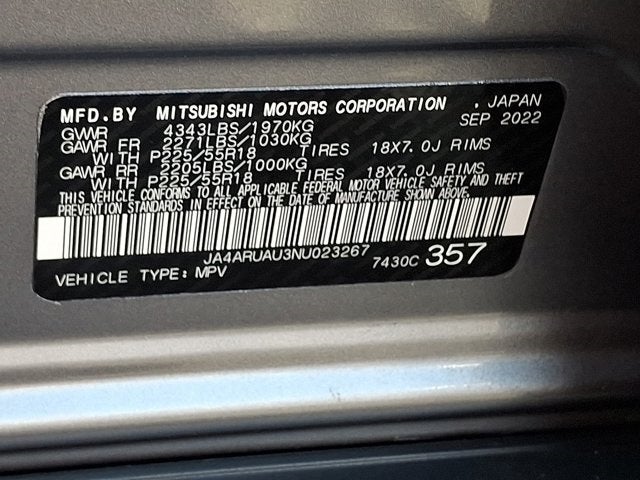 MFD.BY MITSUBISHI MOTORS CORPORATION . JAPAN
SEP 2022
GVWR 4343LBS/1970KG
GAWR FR 2271LBS/1030KG
WITH P225/55R18 TIRES 18X7.0J RIMS
GAWR RR 2205LBS/1000KG
WITH P225/55R18 TIRES 18X7.0J RIMS
THIS VEHICLE CONFORMS TO ALL APPLICABLE FEDERAL MOTOR VEHICLE SAFETY AND THEFT
PREVENTION STANDARDS IN EFFECT ON THE DATE OF MANUFACTURE SHOWN ABOVE.
JA4ARUAU3NU023267
VEHICLE TYPE: MPV 7430C 357